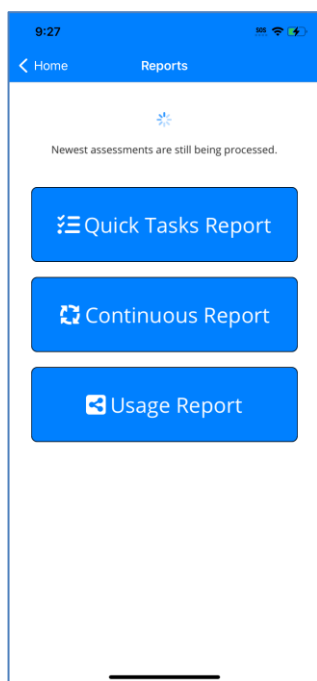 9:27
SOS
Home
Reports
Newest assessments are still being processed.
Quick Tasks Report
Continuous Report
Usage Report